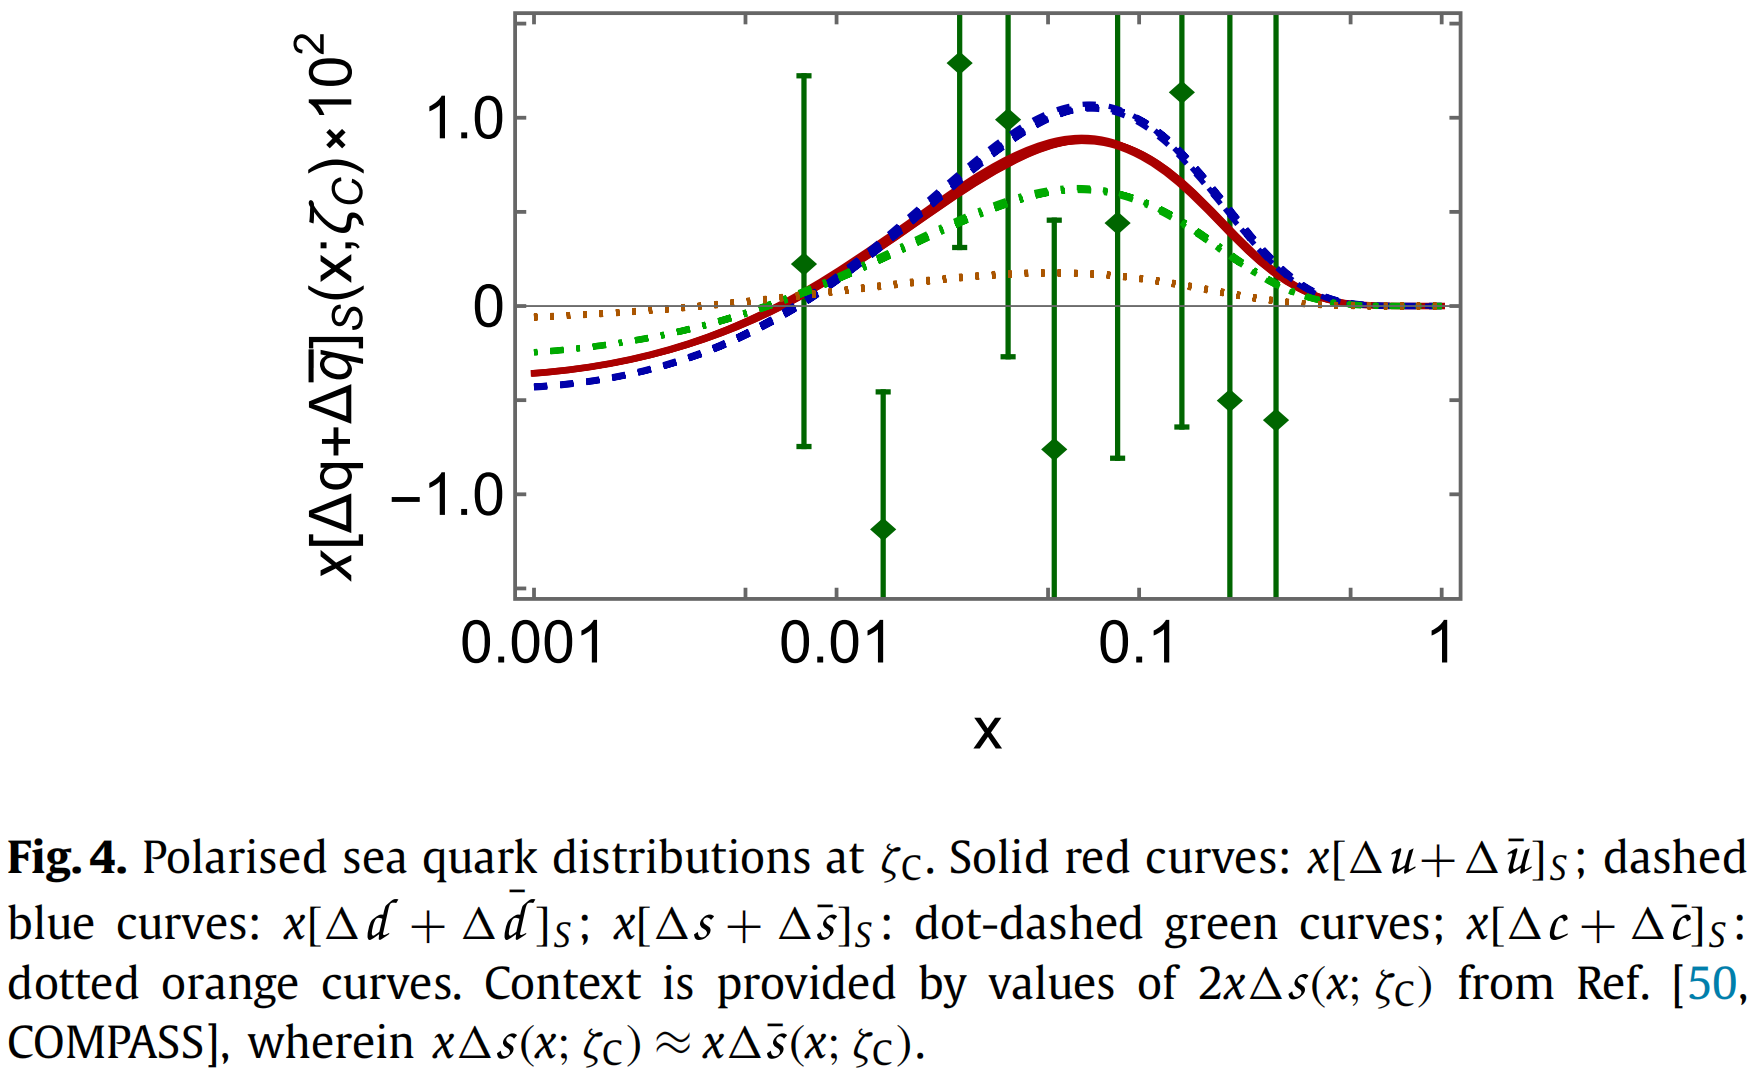 x[Δq+Δq̅]S(x;ζC)×10²
1.0
0
−1.0
0.001 0.01 0.1 1
x
Fig. 4. Polarised sea quark distributions at ζC. Solid red curves: x[Δu+Δū]S; dashed
blue curves: x[Δd + Δd̄]S; x[Δs + Δs̄]S: dot-dashed green curves; x[Δc + Δc̄]S:
dotted orange curves. Context is provided by values of 2xΔs(x; ζC) from Ref. [50,
COMPASS], wherein xΔs(x; ζC) ≈ xΔs̄(x; ζC).